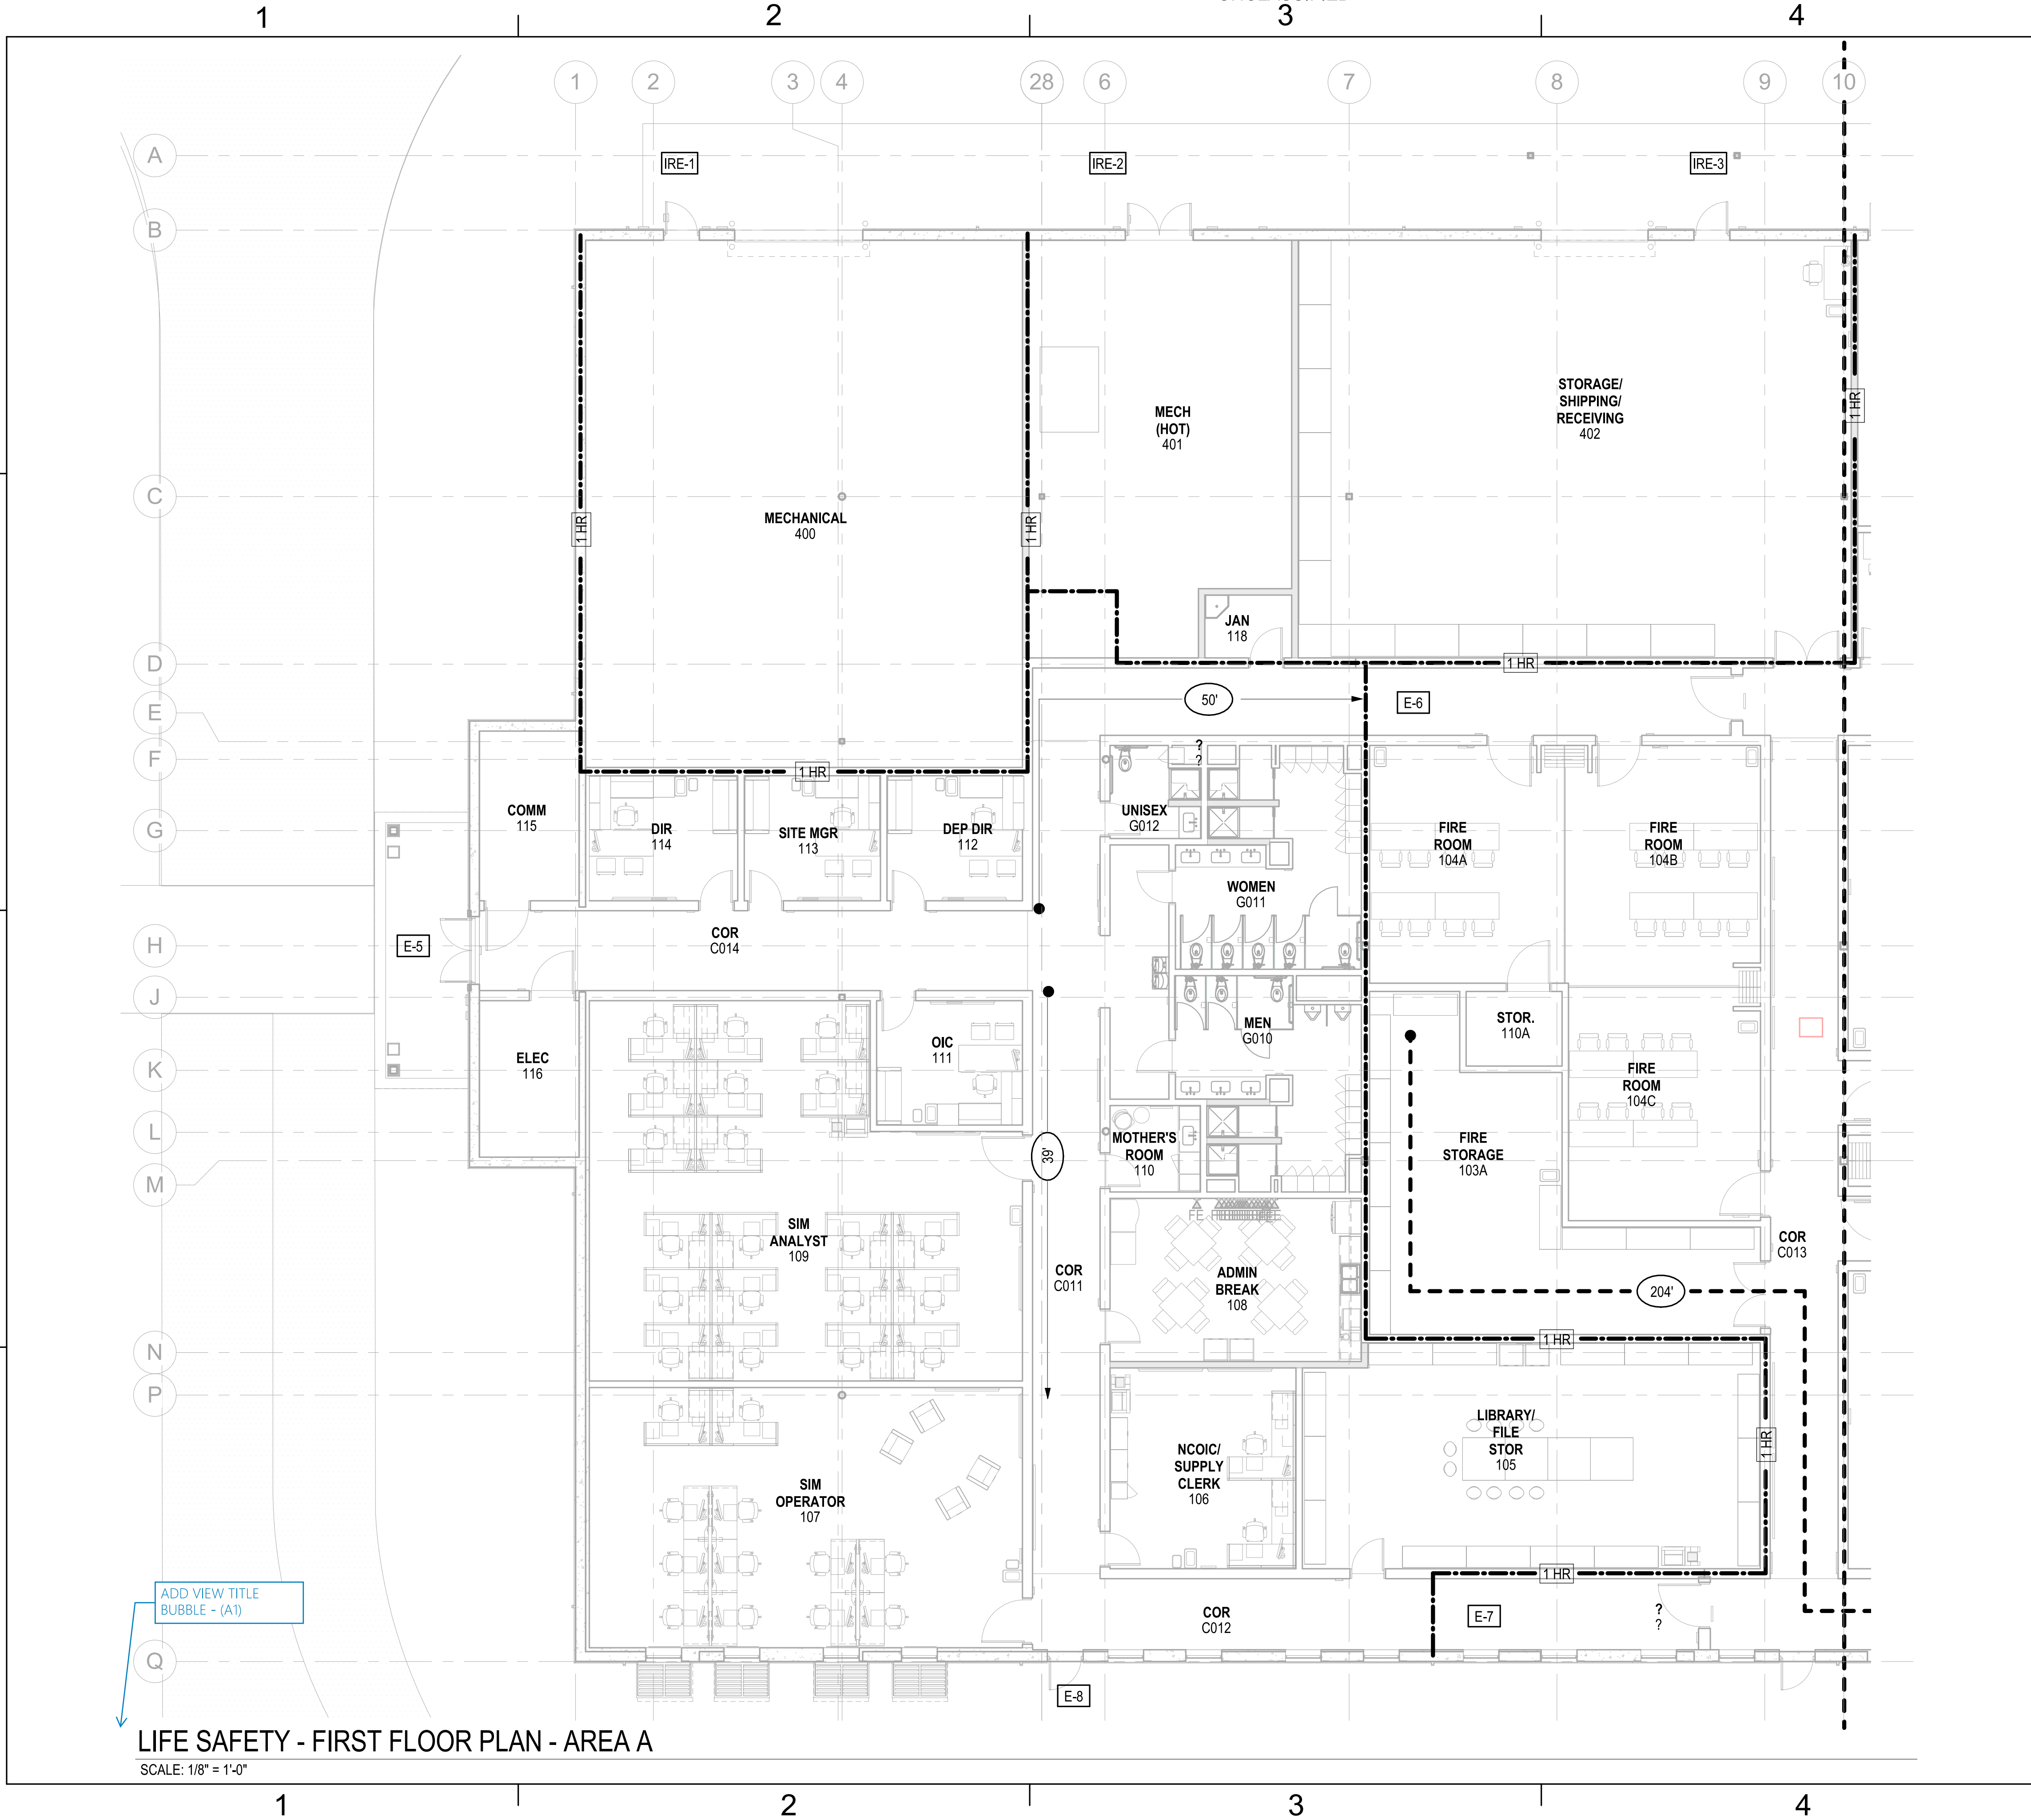 1
2
3
4
1
2
3
4
28
6
7
8
9
10
A
B
C
D
E
F
G
H
J
K
L
M
N
P
Q
IRE-1
IRE-2
IRE-3
MECHANICAL
400
MECH
(HOT)
401
STORAGE/
SHIPPING/
RECEIVING
402
1 HR
1 HR
1 HR
JAN
118
1 HR
50'
E-6
1 HR
COMM
115
DIR
114
SITE MGR
113
DEP DIR
112
?
?
UNISEX
G012
FIRE
ROOM
104A
FIRE
ROOM
104B
WOMEN
G011
E-5
COR
C014
OIC
111
MEN
G010
STOR.
110A
ELEC
116
FIRE
ROOM
104C
39'
MOTHER'S
ROOM
110
FIRE
STORAGE
103A
FE
SIM
ANALYST
109
COR
C011
ADMIN
BREAK
108
COR
C013
204'
1 HR
LIBRARY/
FILE
STOR
105
1 HR
NCOIC/
SUPPLY
CLERK
106
SIM
OPERATOR
107
1 HR
COR
C012
E-7
?
?
E-8
ADD VIEW TITLE
BUBBLE - (A1)
LIFE SAFETY - FIRST FLOOR PLAN - AREA A
SCALE: 1/8" = 1'-0"
1
2
3
4